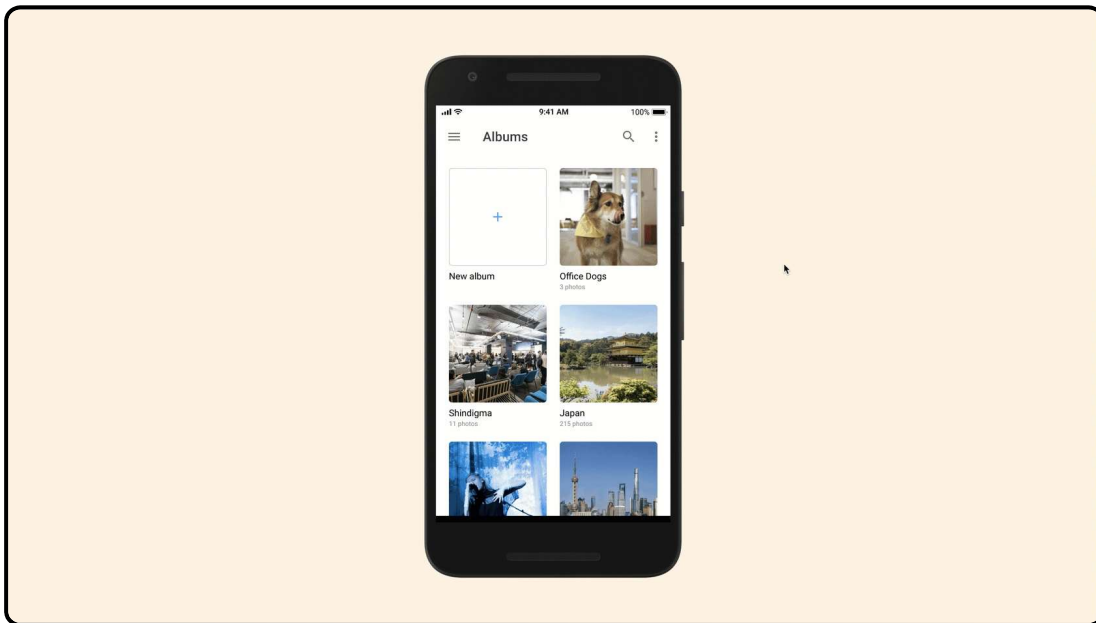 9:41 AM
100%
Albums
New album
Office Dogs
3 photos
Shindigma
11 photos
Japan
215 photos